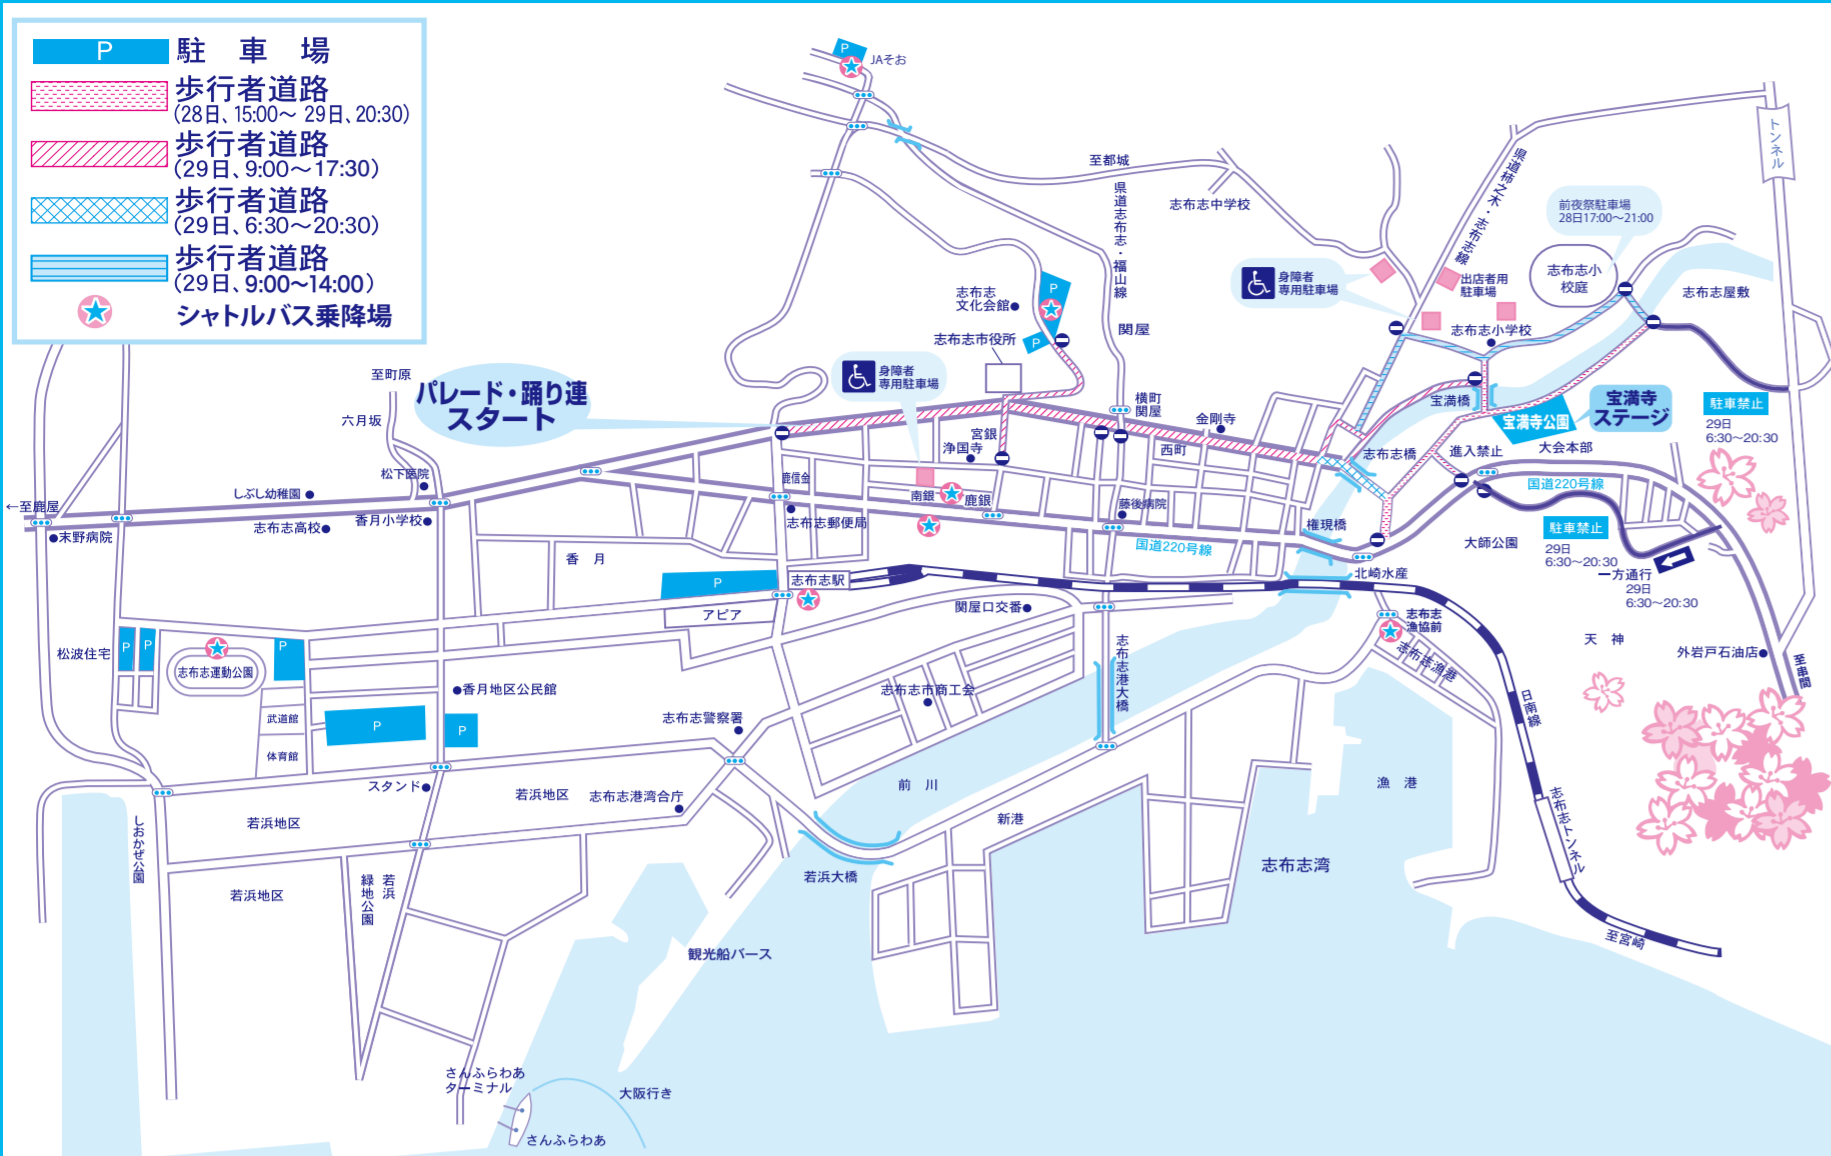 P 駐車場
歩行者道路
(28日、15:00～29日、20:30)
歩行者道路
(29日、9:00～17:30)
歩行者道路
(29日、6:30～20:30)
歩行者道路
(29日、9:00～14:00)
シャトルバス乗降場
P
JAそお
至都城
県道志布志・福山線
志布志中学校
県道柿之木・志布志線
トンネル
前夜祭駐車場
28日17:00～21:00
志布志小
校庭
志布志屋敷
身障者
専用駐車場
出店者用
駐車場
志布志小学校
志布志
文化会館
P
P
志布志市役所
関屋
身障者
専用駐車場
至町原
パレード・踊り連
スタート
六月坂
横町
関屋
金剛寺
宝満橋
宝満寺公園
宝満寺
ステージ
駐車禁止
29日
6:30～20:30
宮銀
浄国寺
西町
志布志橋
進入禁止
大会本部
松下医院
しぶし幼稚園
鹿信金
南銀
鹿銀
藤後病院
国道220号線
←至鹿屋
末野病院
志布志高校
香月小学校
志布志郵便局
権現橋
駐車禁止
29日
6:30～20:30
大師公園
国道220号線
一方通行
29日
6:30～20:30
香月
P
志布志駅
アピア
関屋口交番
北崎水産
志布志
漁協前
志布志漁港
天神
外岩戸石油店
至串間
松波住宅
P
P
志布志運動公園
P
志布志港大橋
香月地区公民館
志布志市商工会
日南線
武道館
P
P
志布志警察署
体育館
スタンド
若浜地区
志布志港湾合庁
前川
漁港
しおかぜ公園
若浜地区
新港
志布志トンネル
若浜地区
若浜
緑地公園
若浜大橋
志布志湾
観光船バース
至宮崎
さんふらわあ
ターミナル
大阪行き
さんふらわあ